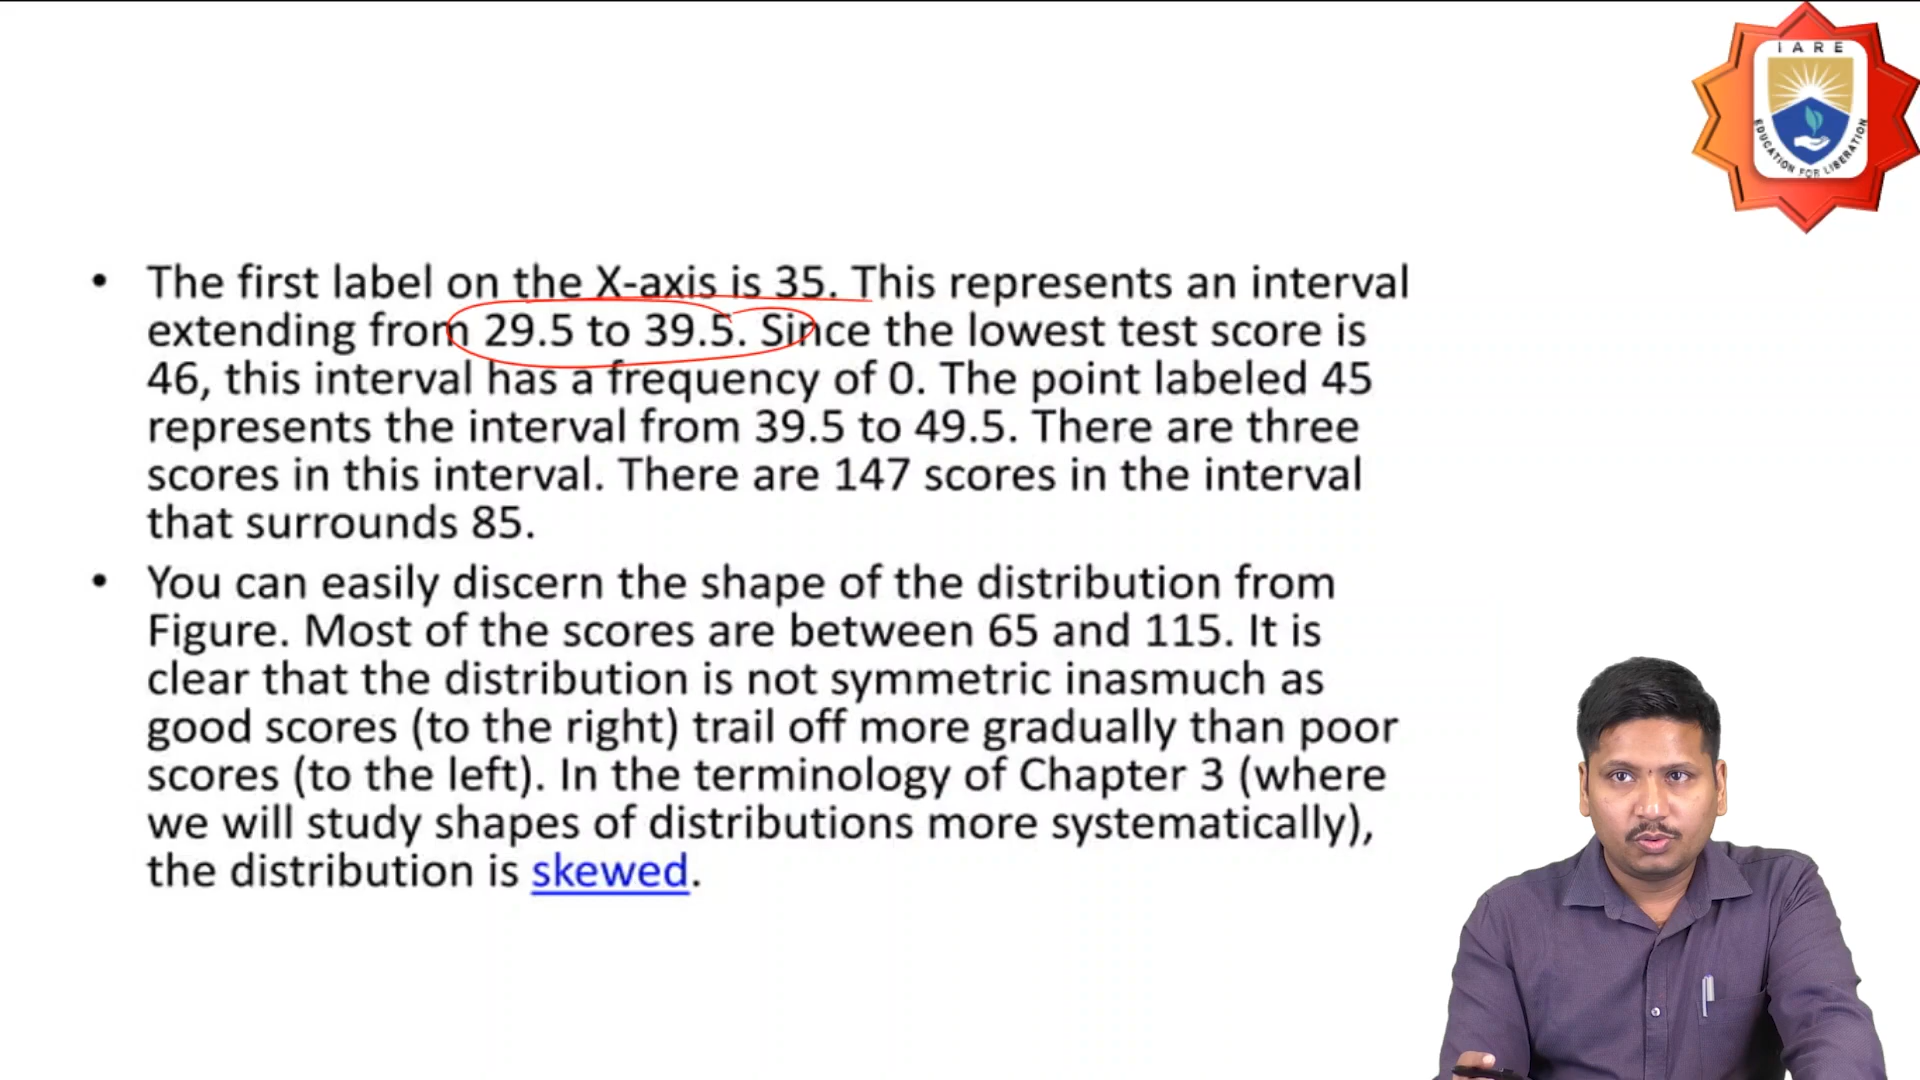 IARE
EDUCATION FOR LIBERATION
• The first label on the X-axis is 35. This represents an interval
extending from 29.5 to 39.5. Since the lowest test score is
46, this interval has a frequency of 0. The point labeled 45
represents the interval from 39.5 to 49.5. There are three
scores in this interval. There are 147 scores in the interval
that surrounds 85.
• You can easily discern the shape of the distribution from
Figure. Most of the scores are between 65 and 115. It is
clear that the distribution is not symmetric inasmuch as
good scores (to the right) trail off more gradually than poor
scores (to the left). In the terminology of Chapter 3 (where
we will study shapes of distributions more systematically),
the distribution is skewed.